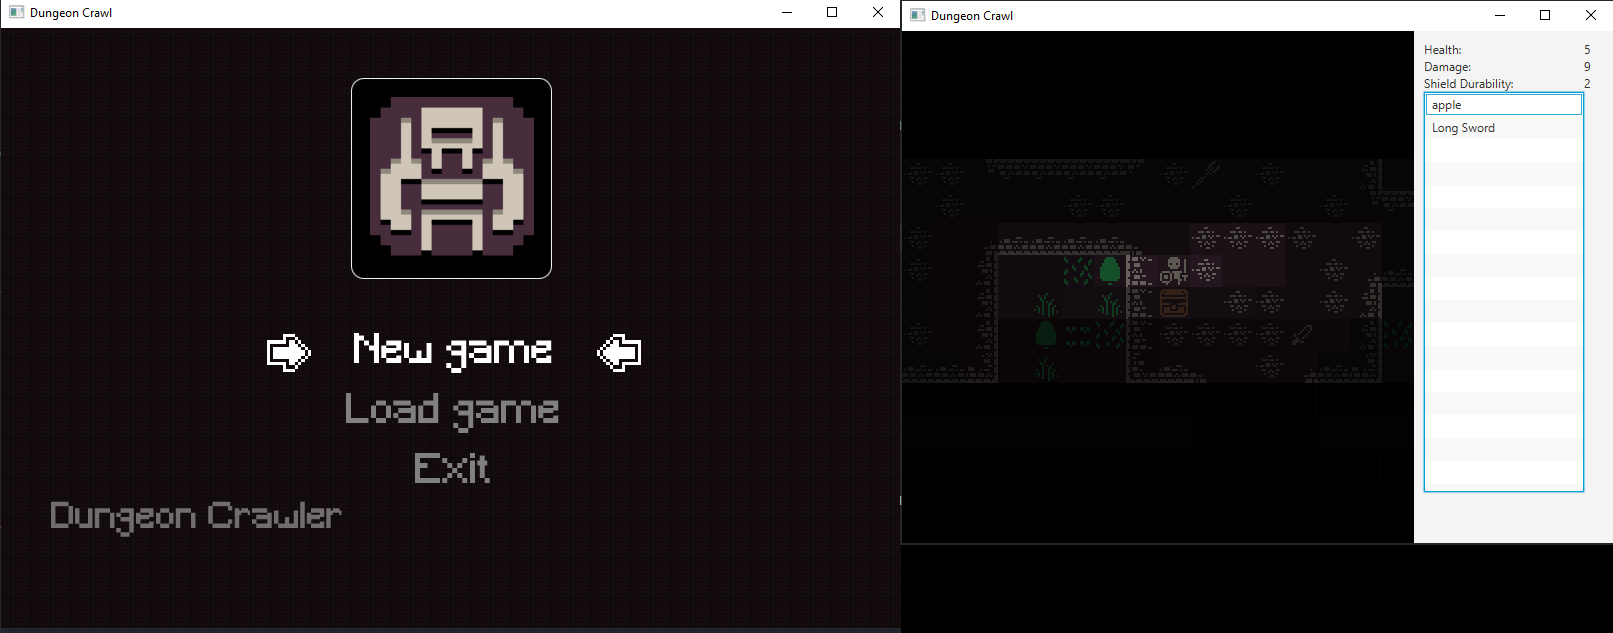 Dungeon Crawl
New game
Load game
Exit
Dungeon Crawler
Dungeon Crawl
Health: 5
Damage: 9
Shield Durability: 2
apple
Long Sword